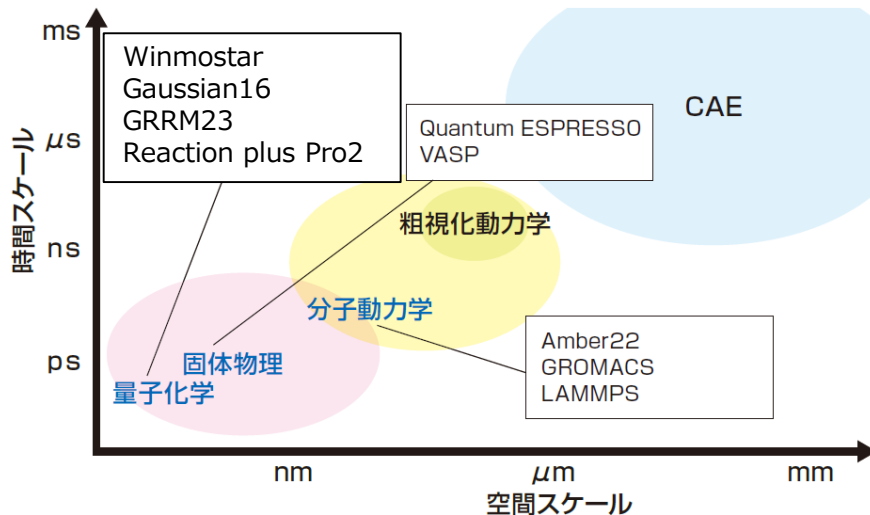 ms
Winmostar
Gaussian16
GRRM23
Reaction plus Pro2
CAE
Quantum ESPRESSO
VASP
μs
時間スケール
粗視化動力学
ns
分子動力学
Amber22
GROMACS
LAMMPS
ps
固体物理
量子化学
nm
μm
mm
空間スケール